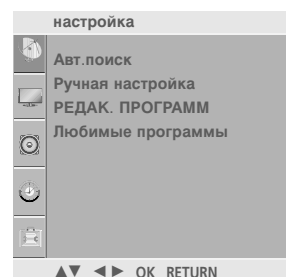 настройка
Авт.поиск
Ручная настройка
РЕДАК. ПРОГРАММ
Любимые программы
▲▼ ◄► OK RETURN